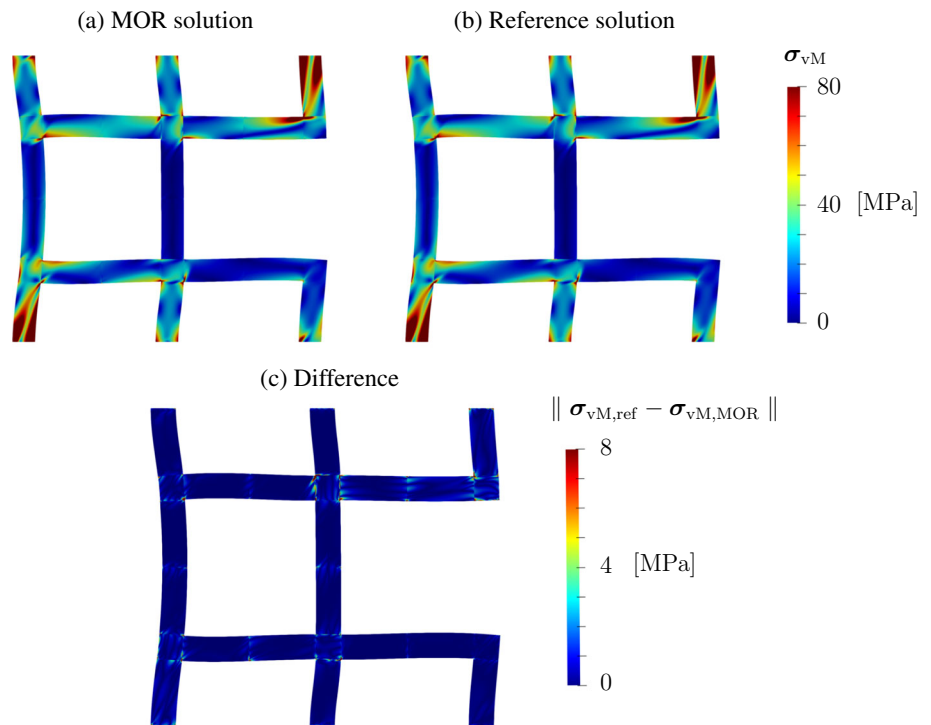 (a) MOR solution
(b) Reference solution
σvM
80
40 [MPa]
0
(c) Difference
‖ σvM,ref − σvM,MOR ‖
8
4 [MPa]
0